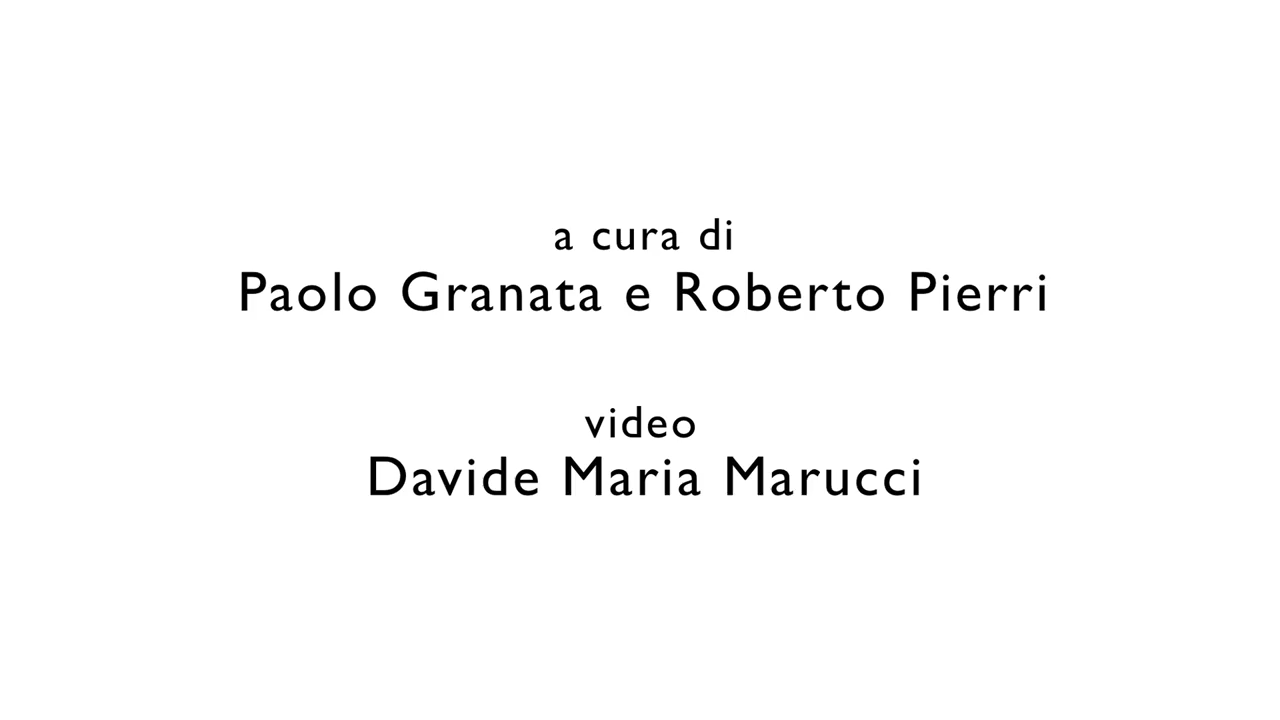 a cura di
Paolo Granata e Roberto Pierri
video
Davide Maria Marucci